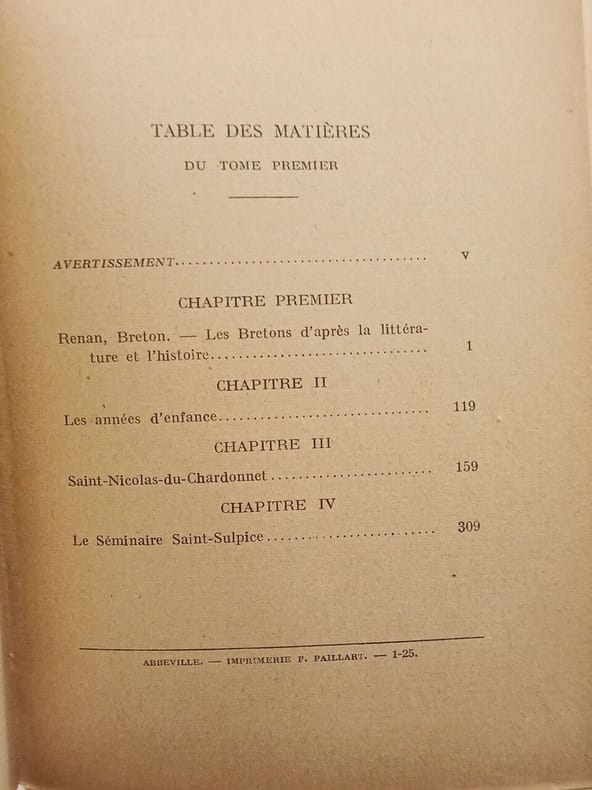 TABLE DES MATIÈRES
DU TOME PREMIER
AVERTISSEMENT....................................... V
CHAPITRE PREMIER
Renan, Breton. — Les Bretons d'après la littéra-
ture et l'histoire................................. 1
CHAPITRE II
Les années d'enfance................................ 119
CHAPITRE III
Saint-Nicolas-du-Chardonnet......................... 159
CHAPITRE IV
Le Séminaire Saint-Sulpice.......................... 309
ABBEVILLE. — IMPRIMERIE F. PAILLART. — 1-25.